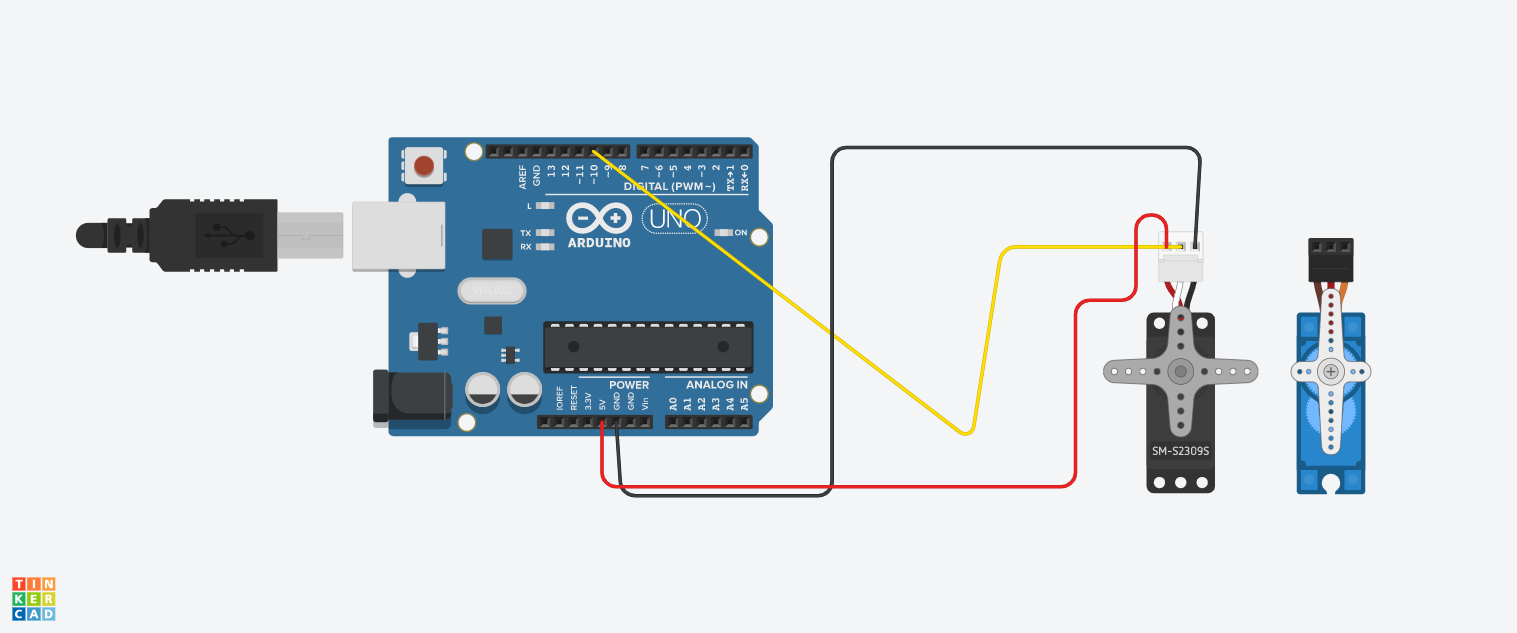 AREF
GND
13
12
~11
~10
~9
8
7
~6
~5
4
~3
2
TX→1
RX←0
DIGITAL (PWM~)
L
TX
RX
UNO
ON
ARDUINO
POWER
ANALOG IN
IOREF
RESET
3.3V
5V
GND
GND
Vin
A0
A1
A2
A3
A4
A5
SM-S2309S
TIN
KER
CAD